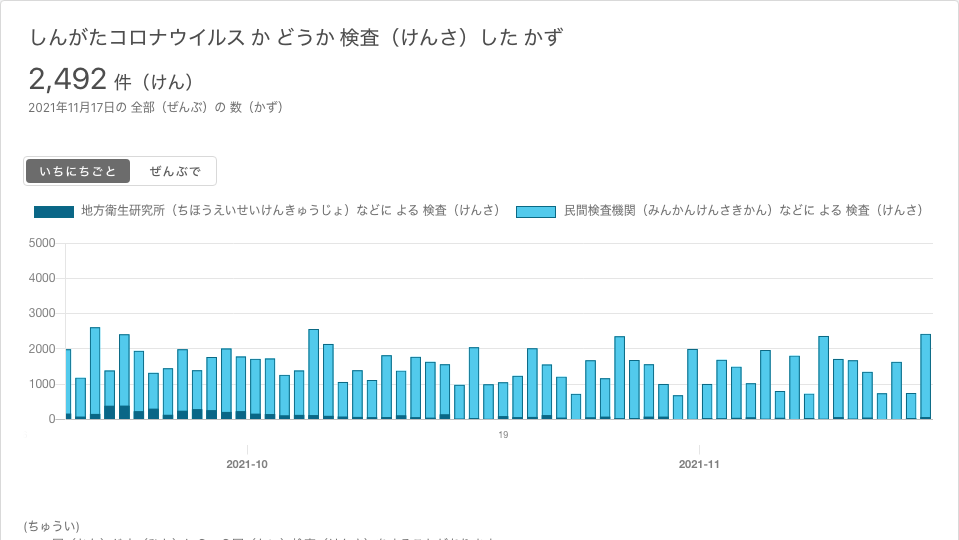 しんがたコロナウイルス か どうか 検査（けんさ）した かず
2,492 件（けん）
2021年11月17日の 全部（ぜんぶ）の 数（かず）
いちにちごと ぜんぶで
地方衛生研究所（ちほうえいせいけんきゅうじょ）などに よる 検査（けんさ） 民間検査機関（みんかんけんさきかん）などに よる 検査（けんさ）
5000
4000
3000
2000
1000
0
19
2021-10 2021-11
(ちゅうい)